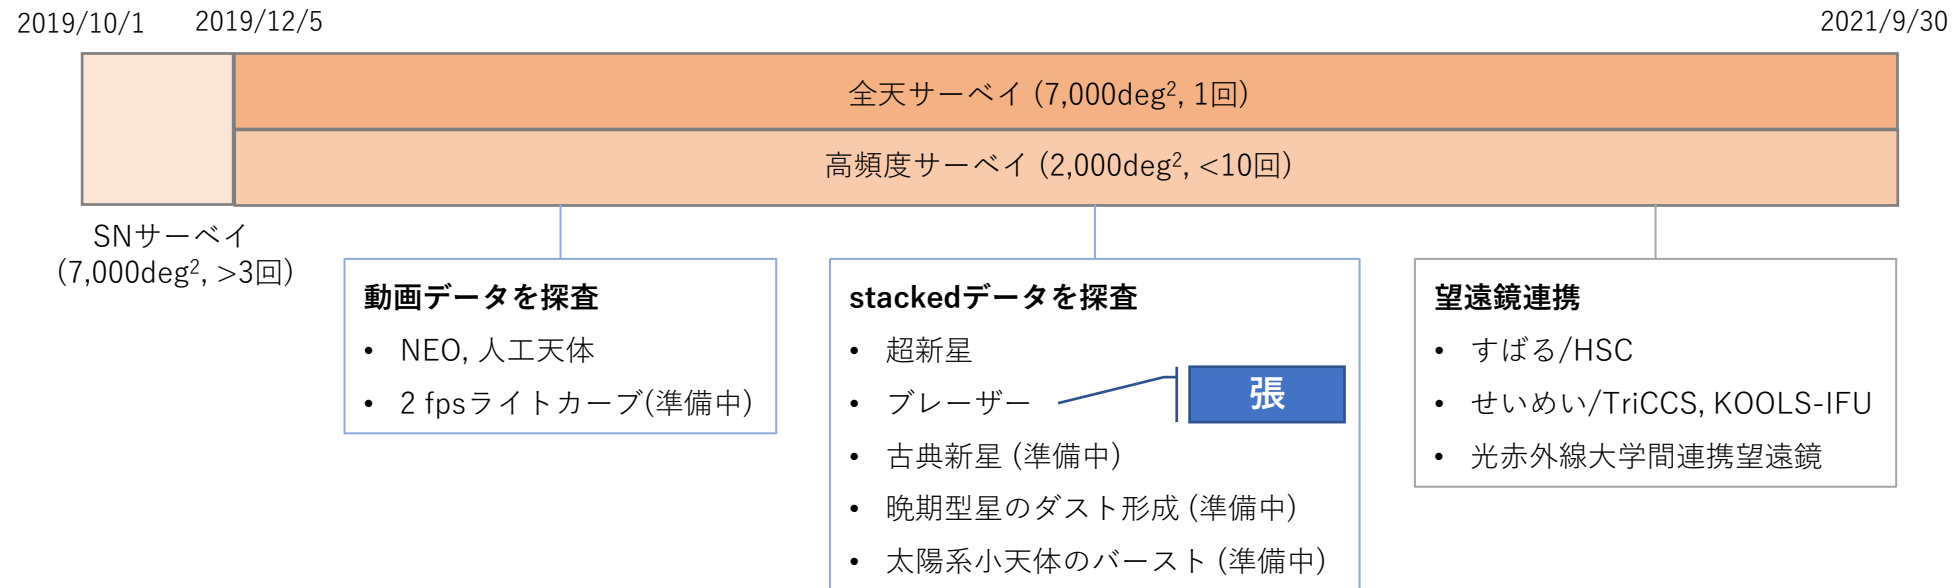 2019/10/1
2019/12/5
2021/9/30
全天サーベイ (7,000deg², 1回)
高頻度サーベイ (2,000deg², <10回)
SNサーベイ
(7,000deg², >3回)
動画データを探査
• NEO, 人工天体
• 2 fpsライトカーブ(準備中)
stackedデータを探査
• 超新星
• ブレーザー
張
• 古典新星 (準備中)
• 晩期型星のダスト形成 (準備中)
• 太陽系小天体のバースト (準備中)
望遠鏡連携
• すばる/HSC
• せいめい/TriCCS, KOOLS-IFU
• 光赤外線大学間連携望遠鏡